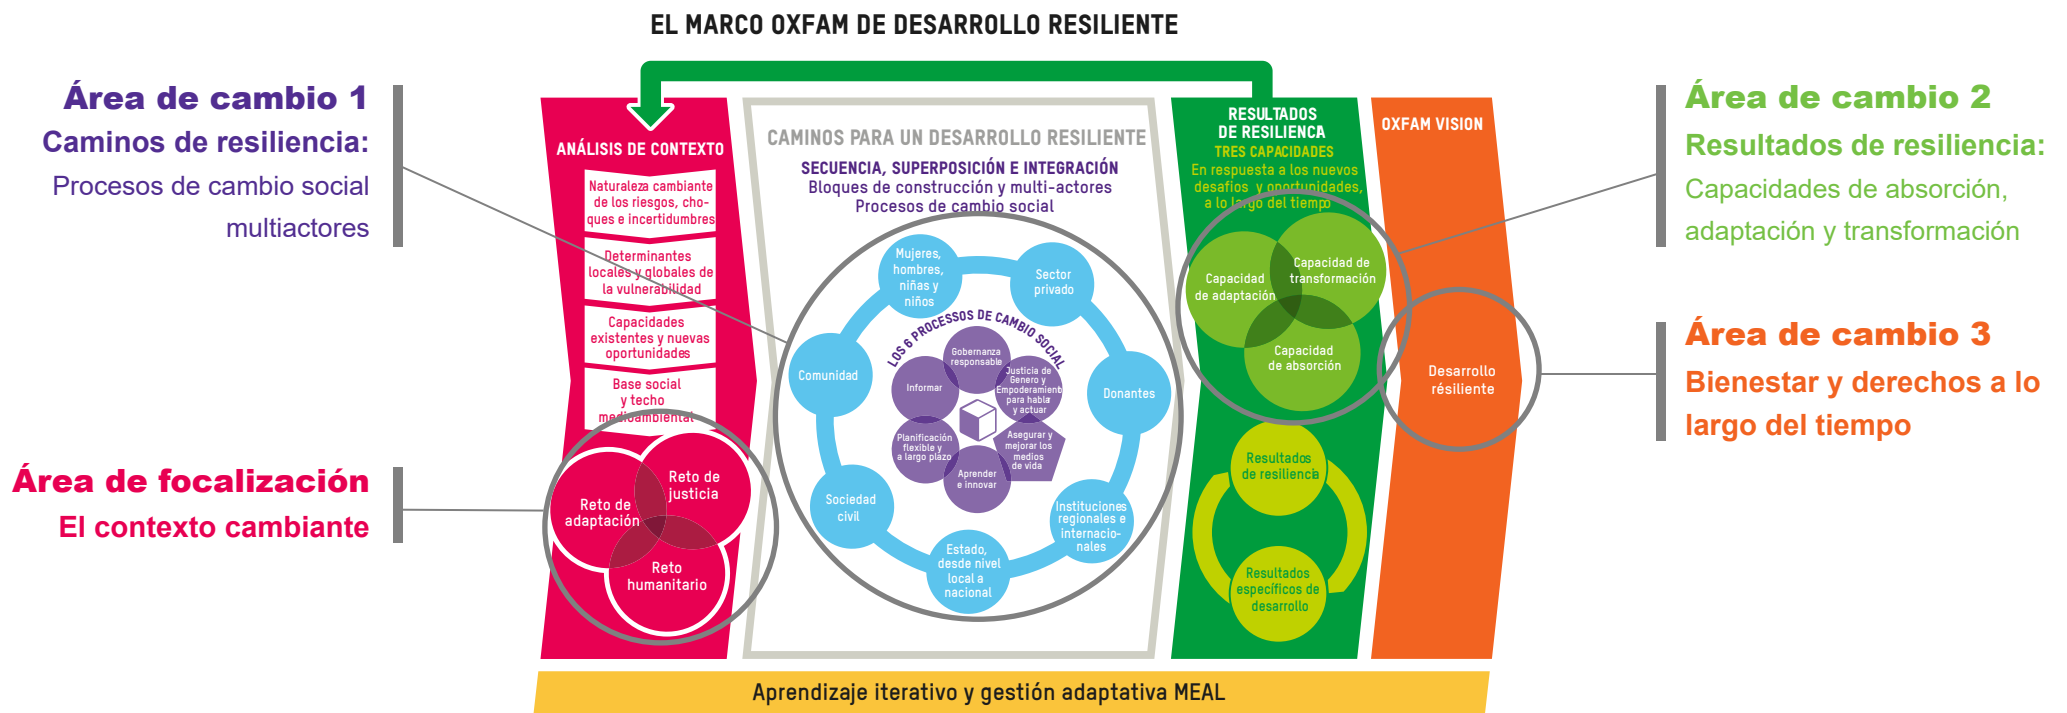 EL MARCO OXFAM DE DESARROLLO RESILIENTE
Área de cambio 1
Caminos de resiliencia:
Procesos de cambio social
multiactores
Área de focalización
El contexto cambiante
ANÁLISIS DE CONTEXTO
Naturaleza cambiante
de los riesgos, cho-
ques e incertidumbres
Determinantes
locales y globales de
la vulnerabilidad
Capacidades
existentes y nuevas
oportunidades
Base social
y techo
medioambiental
Reto de
justicia
Reto de
adaptación
Reto
humanitario
CAMINOS PARA UN DESARROLLO RESILIENTE
SECUENCIA, SUPERPOSICIÓN E INTEGRACIÓN
Bloques de construcción y multi-actores
Procesos de cambio social
Mujeres,
hombres,
niñas y
niños
Sector
privado
Comunidad
Donantes
Sociedad
civil
Instituciones
regionales e
internacio-
nales
Estado,
desde nivel
local a
nacional
LOS 6 PROCESSOS DE CAMBIO SOCIAL
Gobernanza
responsable
Informar
Justicia de
Genero y
Empoderamient
para habla
y actuar
Planificación
flexible y
a largo plazo
Asegurar y
mejorar los
medios
de vida
Aprender
e innovar
RESULTADOS
DE RESILIENCA
TRES CAPACIDADES
En respuesta a los nuevos
desafios y oportunidades,
a lo largo del tiempo
Capacidad
de adaptación
Capacidad de
transformación
Capacidad
de absorción
Resultados
de resiliencia
Resultados
específicos de
desarrollo
OXFAM VISION
Desarrollo
résiliente
Área de cambio 2
Resultados de resiliencia:
Capacidades de absorción,
adaptación y transformación
Área de cambio 3
Bienestar y derechos a lo
largo del tiempo
Aprendizaje iterativo y gestión adaptativa MEAL